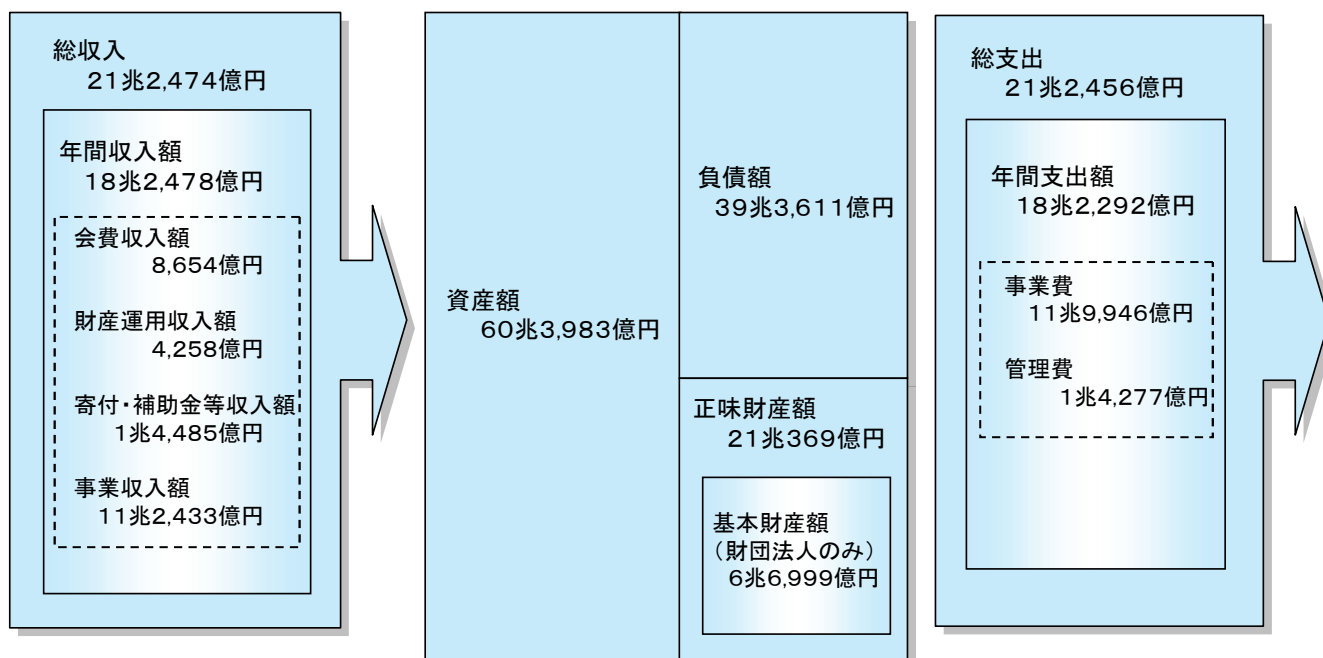 総収入
21兆2,474億円
年間収入額
18兆2,478億円
会費収入額
8,654億円
財産運用収入額
4,258億円
寄付・補助金等収入額
1兆4,485億円
事業収入額
11兆2,433億円
資産額
60兆3,983億円
負債額
39兆3,611億円
正味財産額
21兆369億円
基本財産額
（財団法人のみ）
6兆6,999億円
総支出
21兆2,456億円
年間支出額
18兆2,292億円
事業費
11兆9,946億円
管理費
1兆4,277億円